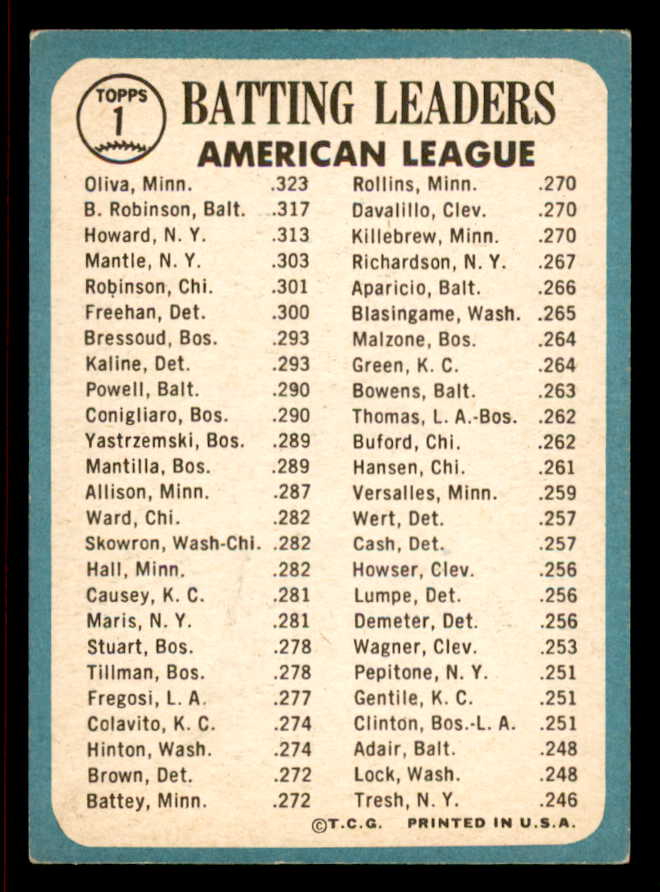 TOPPS
1
BATTING LEADERS
AMERICAN LEAGUE
Oliva, Minn. .323
B. Robinson, Balt. .317
Howard, N. Y. .313
Mantle, N. Y. .303
Robinson, Chi. .301
Freehan, Det. .300
Bressoud, Bos. .293
Kaline, Det. .293
Powell, Balt. .290
Conigliaro, Bos. .290
Yastrzemski, Bos. .289
Mantilla, Bos. .289
Allison, Minn. .287
Ward, Chi. .282
Skowron, Wash-Chi. .282
Hall, Minn. .282
Causey, K. C. .281
Maris, N. Y. .281
Stuart, Bos. .278
Tillman, Bos. .278
Fregosi, L. A. .277
Colavito, K. C. .274
Hinton, Wash. .274
Brown, Det. .272
Battey, Minn. .272
Rollins, Minn. .270
Davalillo, Clev. .270
Killebrew, Minn. .270
Richardson, N. Y. .267
Aparicio, Balt. .266
Blasingame, Wash. .265
Malzone, Bos. .264
Green, K. C. .264
Bowens, Balt. .263
Thomas, L. A.-Bos. .262
Buford, Chi. .262
Hansen, Chi. .261
Versalles, Minn. .259
Wert, Det. .257
Cash, Det. .257
Howser, Clev. .256
Lumpe, Det. .256
Demeter, Det. .256
Wagner, Clev. .253
Pepitone, N. Y. .251
Gentile, K. C. .251
Clinton, Bos.-L. A. .251
Adair, Balt. .248
Lock, Wash. .248
Tresh, N. Y. .246
©T.C.G. PRINTED IN U.S.A.